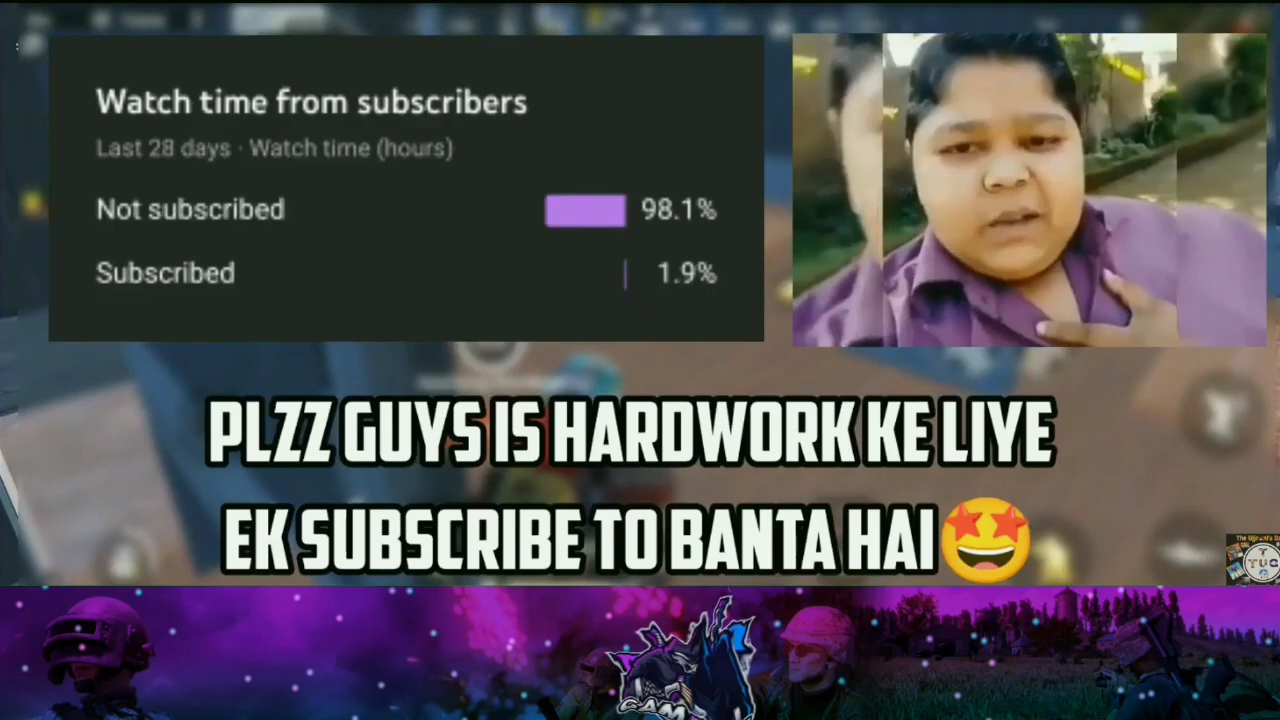 Watch time from subscribers
Last 28 days · Watch time (hours)
Not subscribed 98.1%
Subscribed 1.9%
PLZZ GUYS IS HARDWORK KE LIYE
EK SUBSCRIBE TO BANTA HAI🤩
TUG